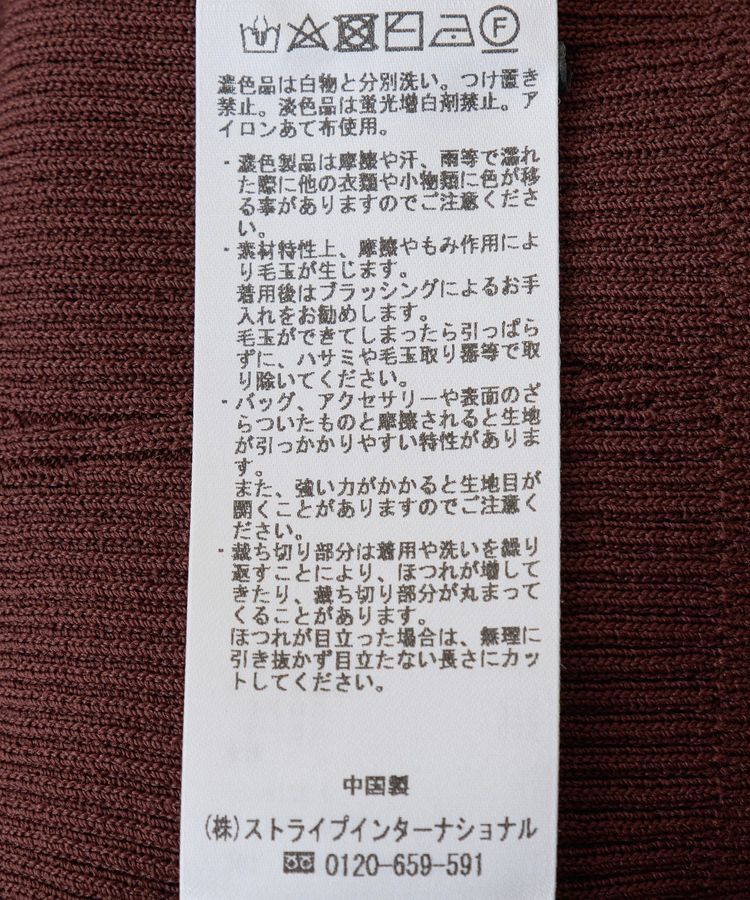 F
濃色品は白物と分別洗い。つけ置き
禁止。淡色品は蛍光増白剤禁止。ア
イロンあて布使用。
・濃色製品は摩擦や汗、雨等で濡れ
た際に他の衣類や小物類に色が移
る事がありますのでご注意くださ
い。
・素材特性上、摩擦やもみ作用によ
り毛玉が生じます。
着用後はブラッシングによるお手
入れをお勧めします。
毛玉ができてしまったら引っぱら
ずに、ハサミや毛玉取り器等で取
り除いてください。
・バッグ、アクセサリーや表面のざ
らついたものと摩擦されると生地
が引っかかりやすい特性がありま
す。
また、強い力がかかると生地目が
開くことがありますのでご注意く
ださい。
・裁ち切り部分は着用や洗いを繰り
返すことにより、ほつれが増して
きたり、裁ち切り部分が丸まって
くることがあります。
ほつれが目立った場合は、無理に
引き抜かず目立たない長さにカッ
トしてください。
中国製
(株)ストライプインターナショナル
0120-659-591